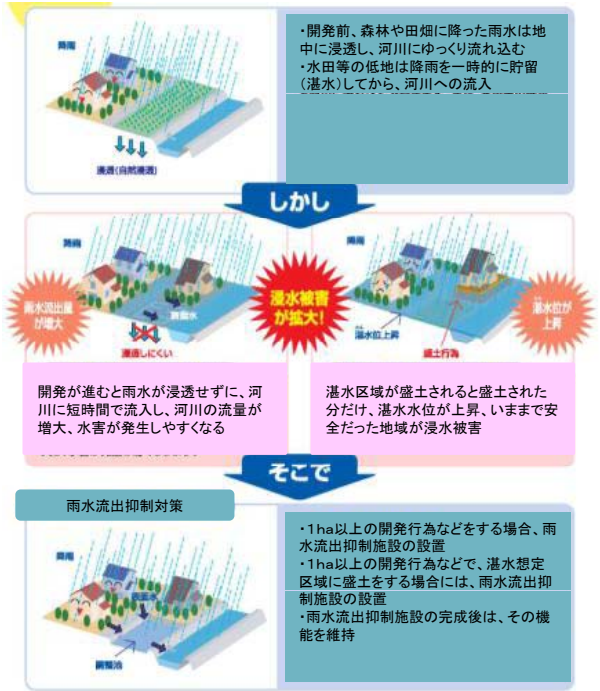 降雨
浸透(自然浸透)
・開発前、森林や田畑に降った雨水は地
中に浸透し、河川にゆっくり流れ込む
・水田等の低地は降雨を一時的に貯留
(湛水)してから、河川への流入
しかし
降雨
雨水流出量
が増大
表面水
浸透しにくい
浸水被害
が拡大!
降雨
湛水位上昇
盛土行為
湛水位が
上昇
開発が進むと雨水が浸透せずに、河
川に短時間で流入し、河川の流量が
増大、水害が発生しやすくなる
湛水区域が盛土されると盛土された
分だけ、湛水水位が上昇、いままで安
全だった地域が浸水被害
そこで
雨水流出抑制対策
降雨
表面水
調整池
・1ha以上の開発行為などをする場合、雨
水流出抑制施設の設置
・1ha以上の開発行為などで、湛水想定
区域に盛土をする場合には、雨水流出抑
制施設の設置
・雨水流出抑制施設の完成後は、その機
能を維持